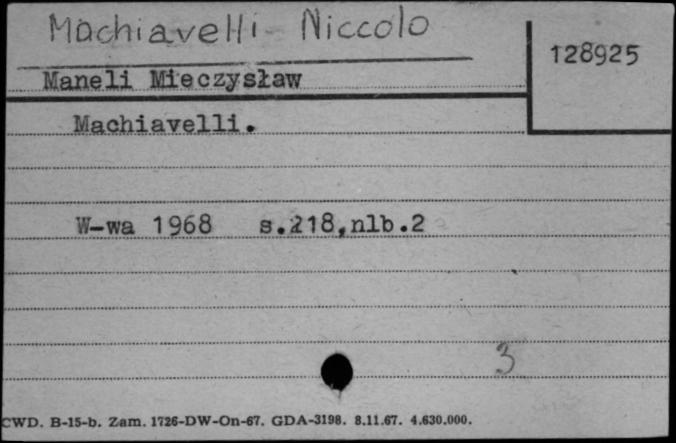 Machiavelli Niccolo
128925
Maneli Mieczysław
Machiavelli.
W-wa 1968 s.218,nlb.2
3
CWD. B-15-b. Zam. 1726-DW-On-67. GDA-3198. 8.11.67. 4.630.000.